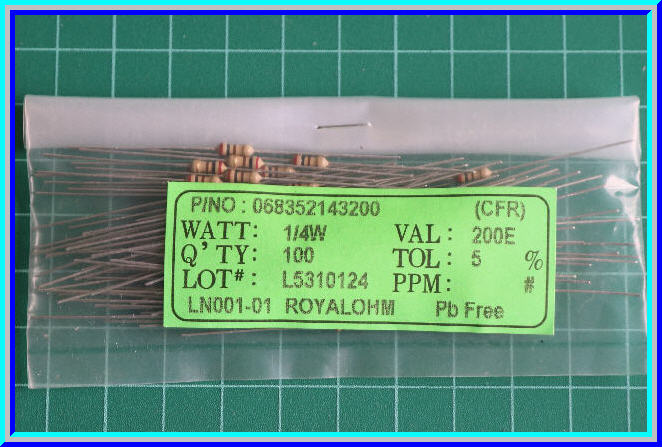 P/NO : 068352143200 (CFR)
WATT: 1/4W VAL : 200E
Q'TY: 100 TOL : 5 %
LOT# : L5310124 PPM : #
LN001-01 ROYALOHM Pb Free